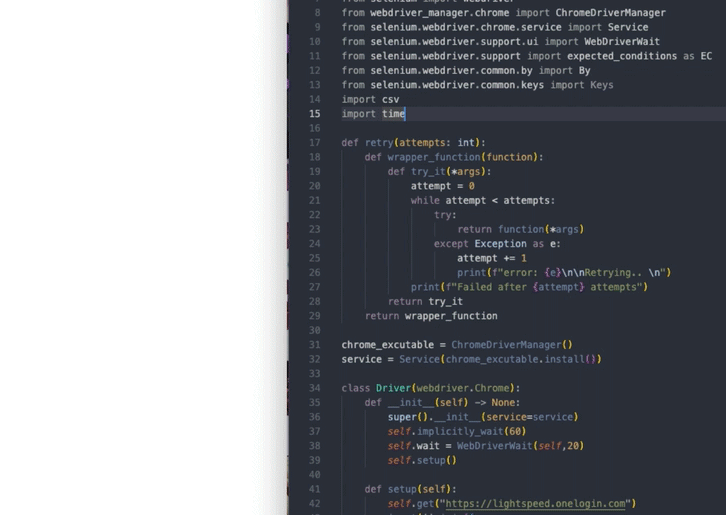 8 from webdriver_manager.chrome import ChromeDriverManager
9 from selenium.webdriver.chrome.service import Service
10 from selenium.webdriver.support.ui import WebDriverWait
11 from selenium.webdriver.support import expected_conditions as EC
12 from selenium.webdriver.common.by import By
13 from selenium.webdriver.common.keys import Keys
14 import csv
15 import time
16
17 def retry(attempts: int):
18 def wrapper_function(function):
19 def try_it(*args):
20 attempt = 0
21 while attempt < attempts:
22 try:
23 return function(*args)
24 except Exception as e:
25 attempt += 1
26 print(f"error: {e}\n\nRetrying.. \n")
27 print(f"Failed after {attempt} attempts")
28 return try_it
29 return wrapper_function
30
31 chrome_excutable = ChromeDriverManager()
32 service = Service(chrome_excutable.install())
33
34 class Driver(webdriver.Chrome):
35 def __init__(self) -> None:
36 super().__init__(service=service)
37 self.implicitly_wait(60)
38 self.wait = WebDriverWait(self,20)
39 self.setup()
40
41 def setup(self):
42 self.get("https://lightspeed.onelogin.com")